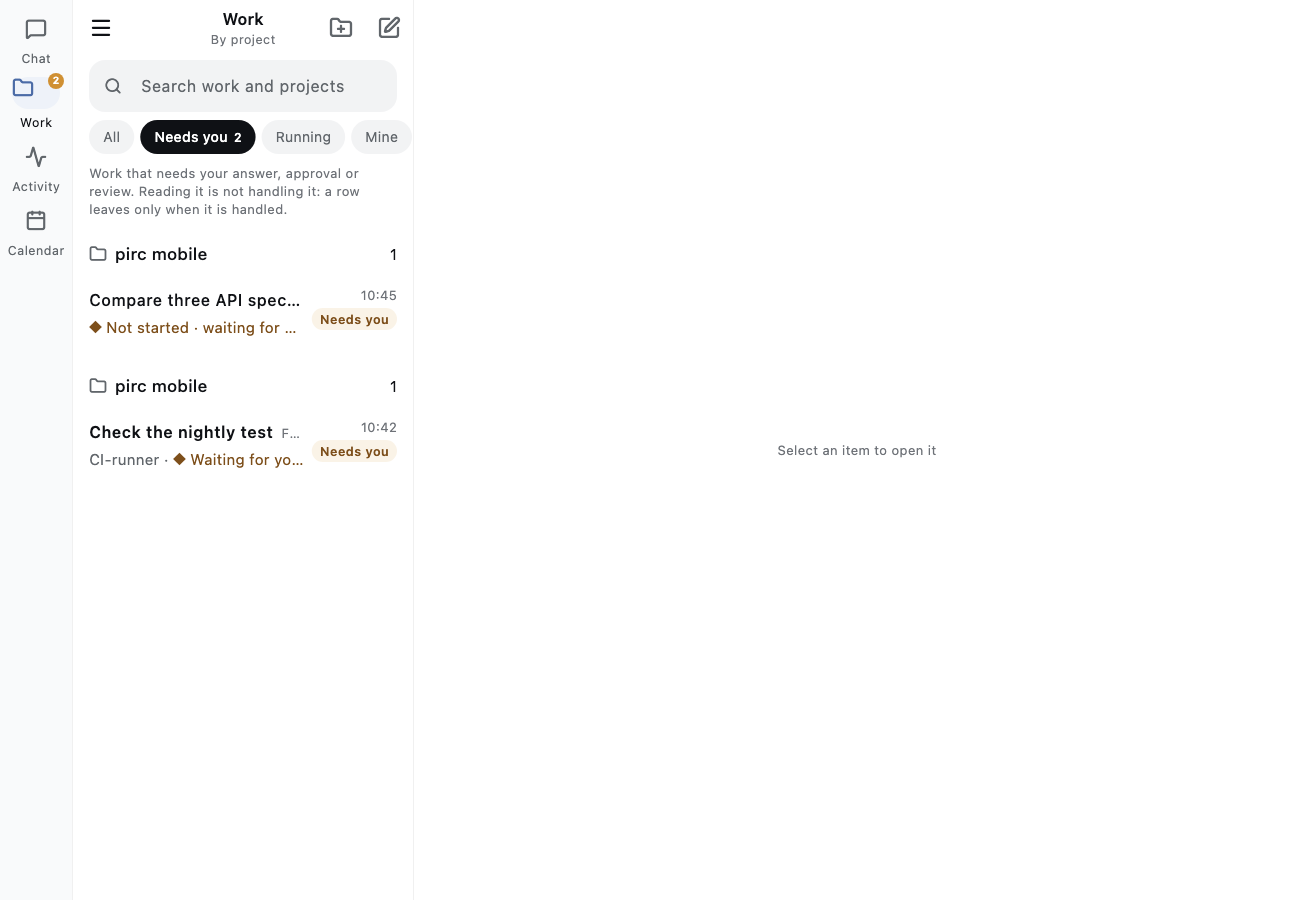 Chat
2
Work
Activity
Calendar
Work
By project
Search work and projects
All
Needs you 2
Running
Mine
Work that needs your answer, approval or
review. Reading it is not handling it: a row
leaves only when it is handled.
pirc mobile 1
Compare three API spec... 10:45
◆ Not started · waiting for ... Needs you
pirc mobile 1
Check the nightly test F... 10:42
CI-runner · ◆ Waiting for yo... Needs you
Select an item to open it